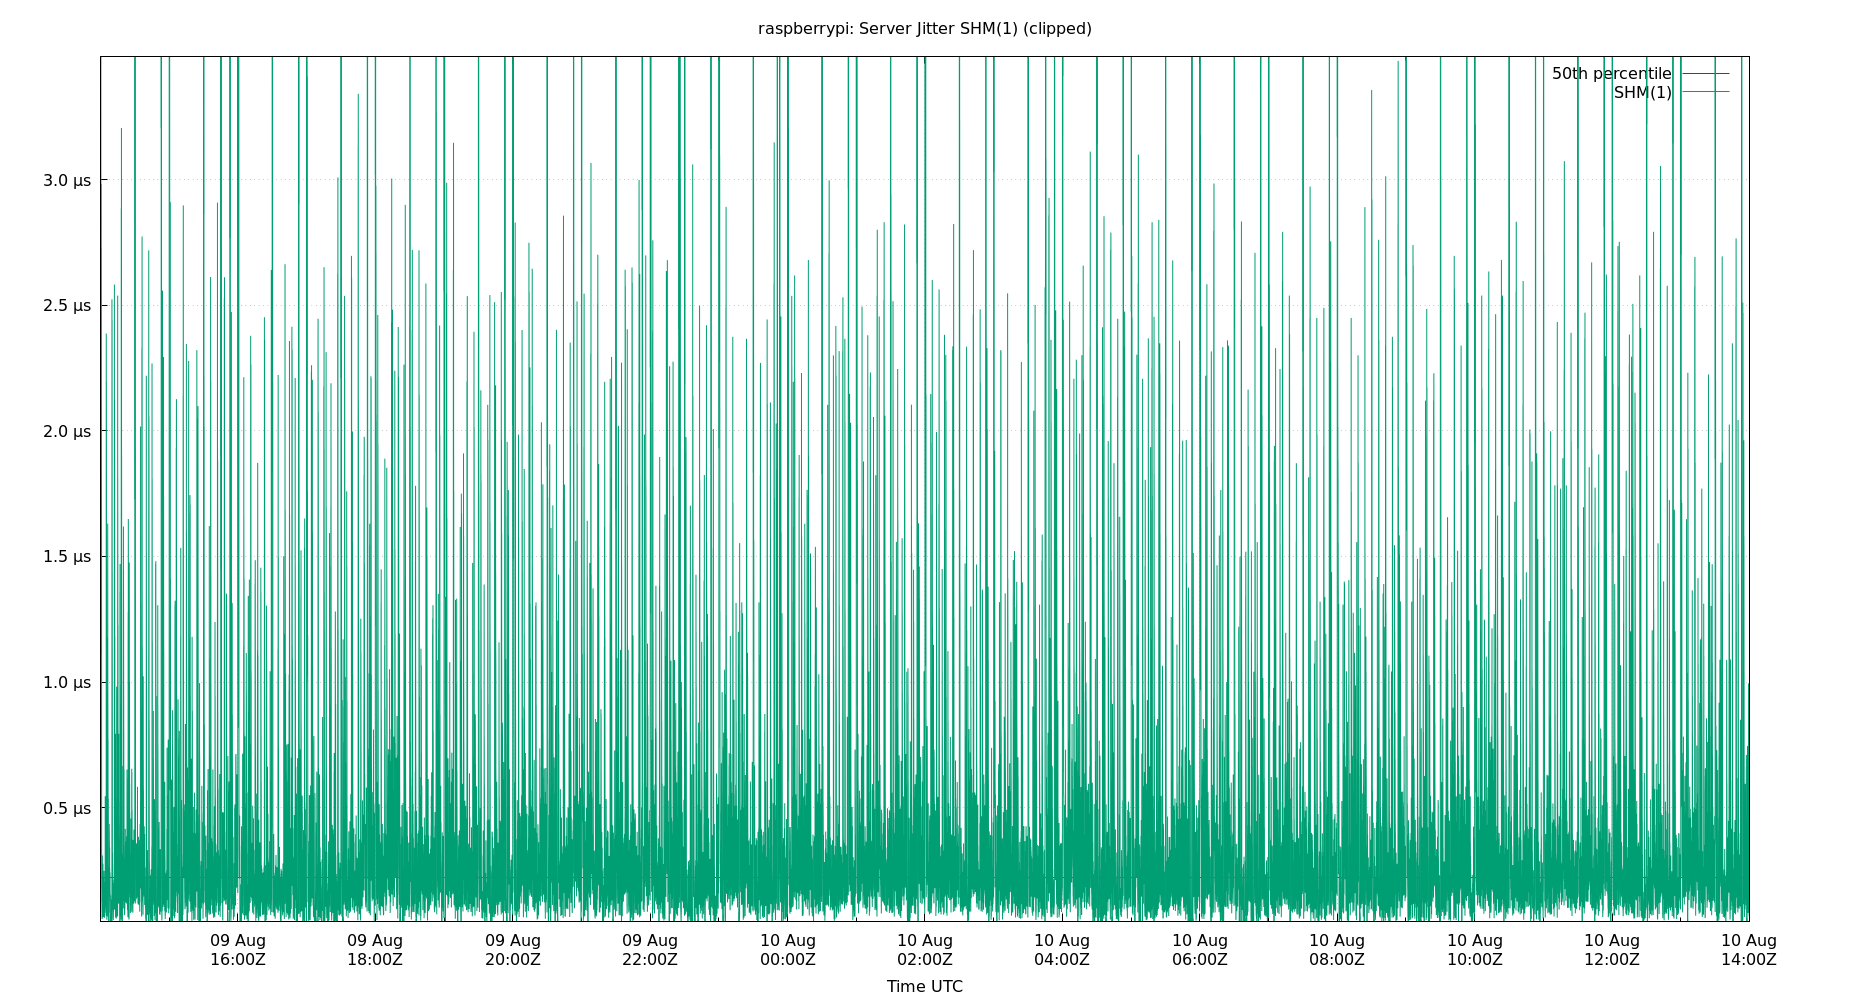 raspberrypi: Server Jitter SHM(1) (clipped)
50th percentile
SHM(1)
3.0 µs
2.5 µs
2.0 µs
1.5 µs
1.0 µs
0.5 µs
09 Aug 09 Aug 09 Aug 09 Aug 10 Aug 10 Aug 10 Aug 10 Aug 10 Aug 10 Aug 10 Aug 10 Aug
16:00Z 18:00Z 20:00Z 22:00Z 00:00Z 02:00Z 04:00Z 06:00Z 08:00Z 10:00Z 12:00Z 14:00Z
Time UTC